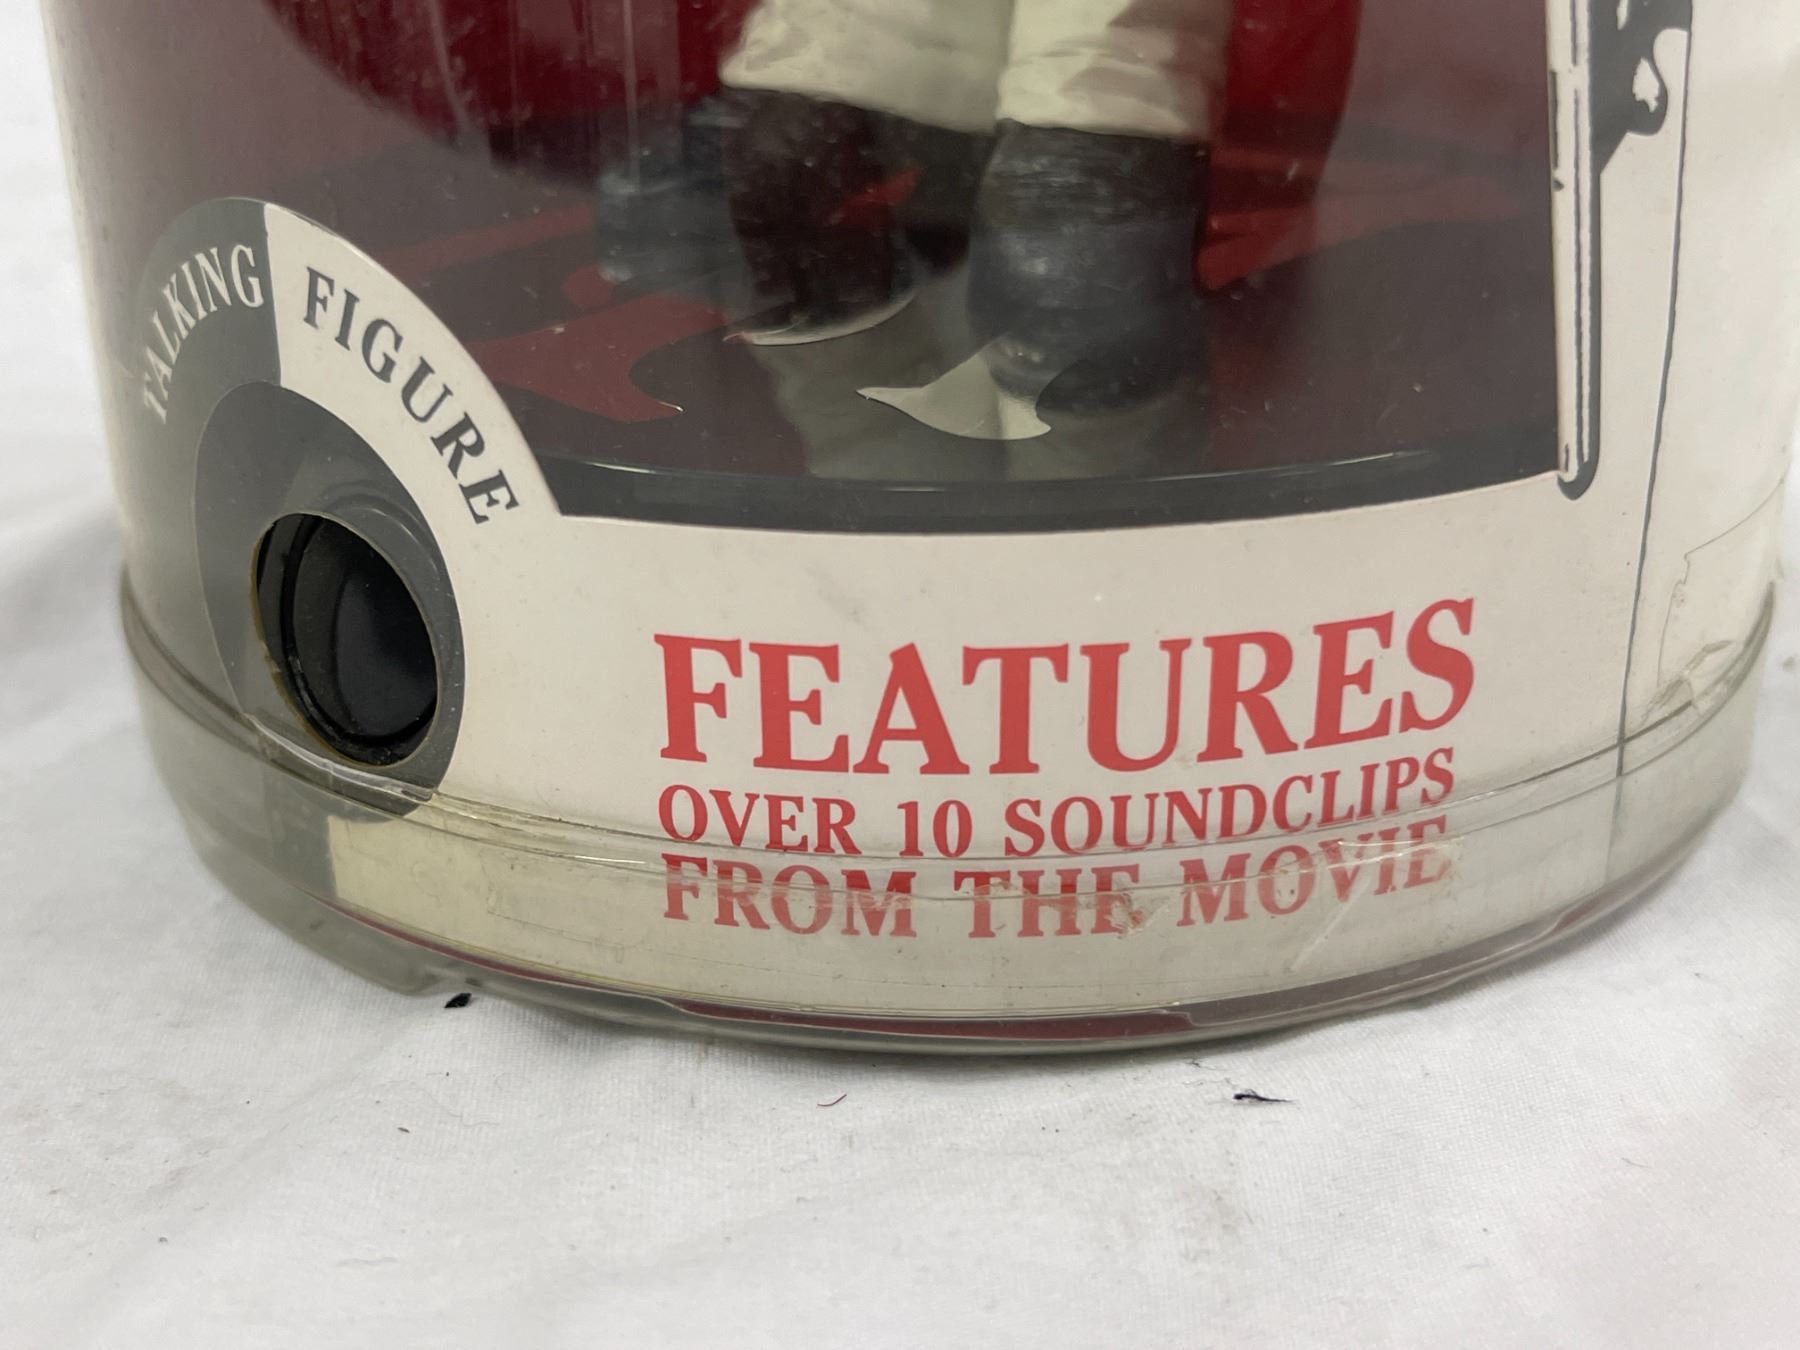 TALKING FIGURE
FEATURES
OVER 10 SOUNDCLIPS
FROM THE MOVIE